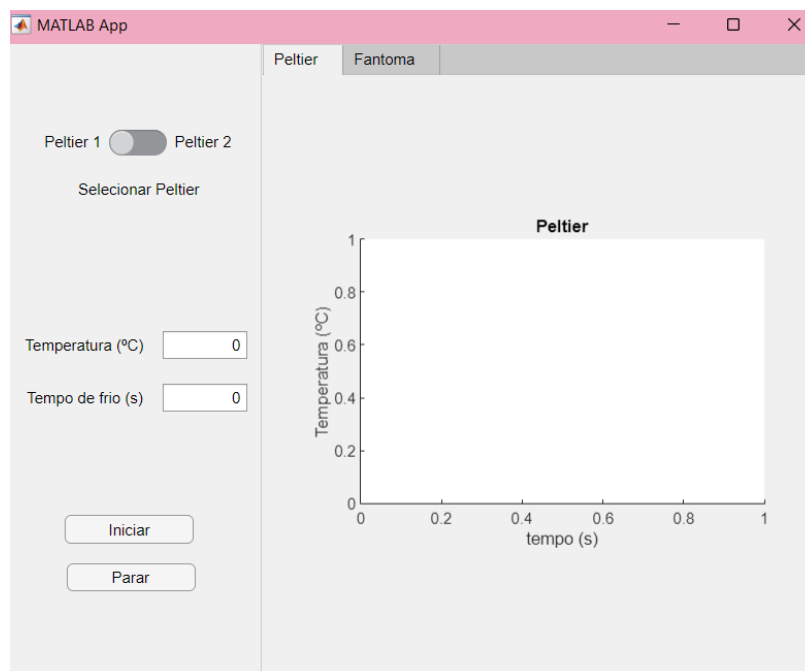 MATLAB App
Peltier Fantoma
Peltier 1 Peltier 2
Selecionar Peltier
Temperatura (ºC) 0
Tempo de frio (s) 0
Iniciar
Parar
Peltier
1
0.8
0.6
0.4
0.2
0
Temperatura (ºC)
0 0.2 0.4 0.6 0.8 1
tempo (s)